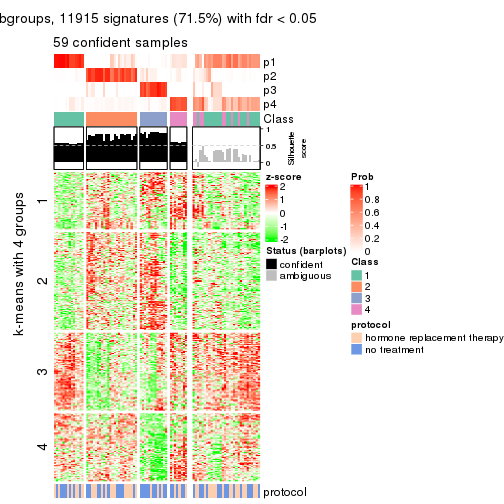 bgroups, 11915 signatures (71.5%) with fdr < 0.05
59 confident samples
p1
p2
p3
p4
Class
1
0.5
0
Silhouette
score
k-means with 4 groups
1
2
3
4
protocol
z-score
2
1
0
-1
-2
Status (barplots)
confident
ambiguous
Prob
1
0.8
0.6
0.4
0.2
0
Class
1
2
3
4
protocol
hormone replacement therapy
no treatment